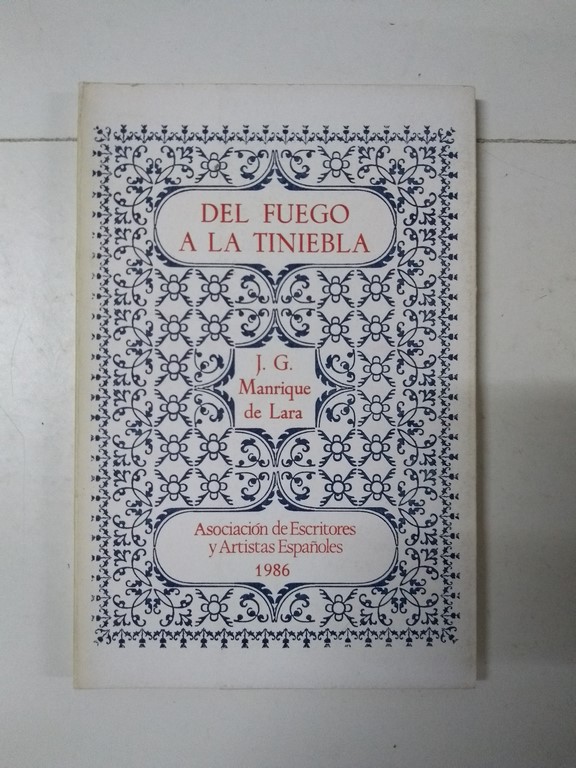 DEL FUEGO
A LA TINIEBLA
J. G.
Manrique
de Lara
Asociación de Escritores
y Artistas Españoles
1986